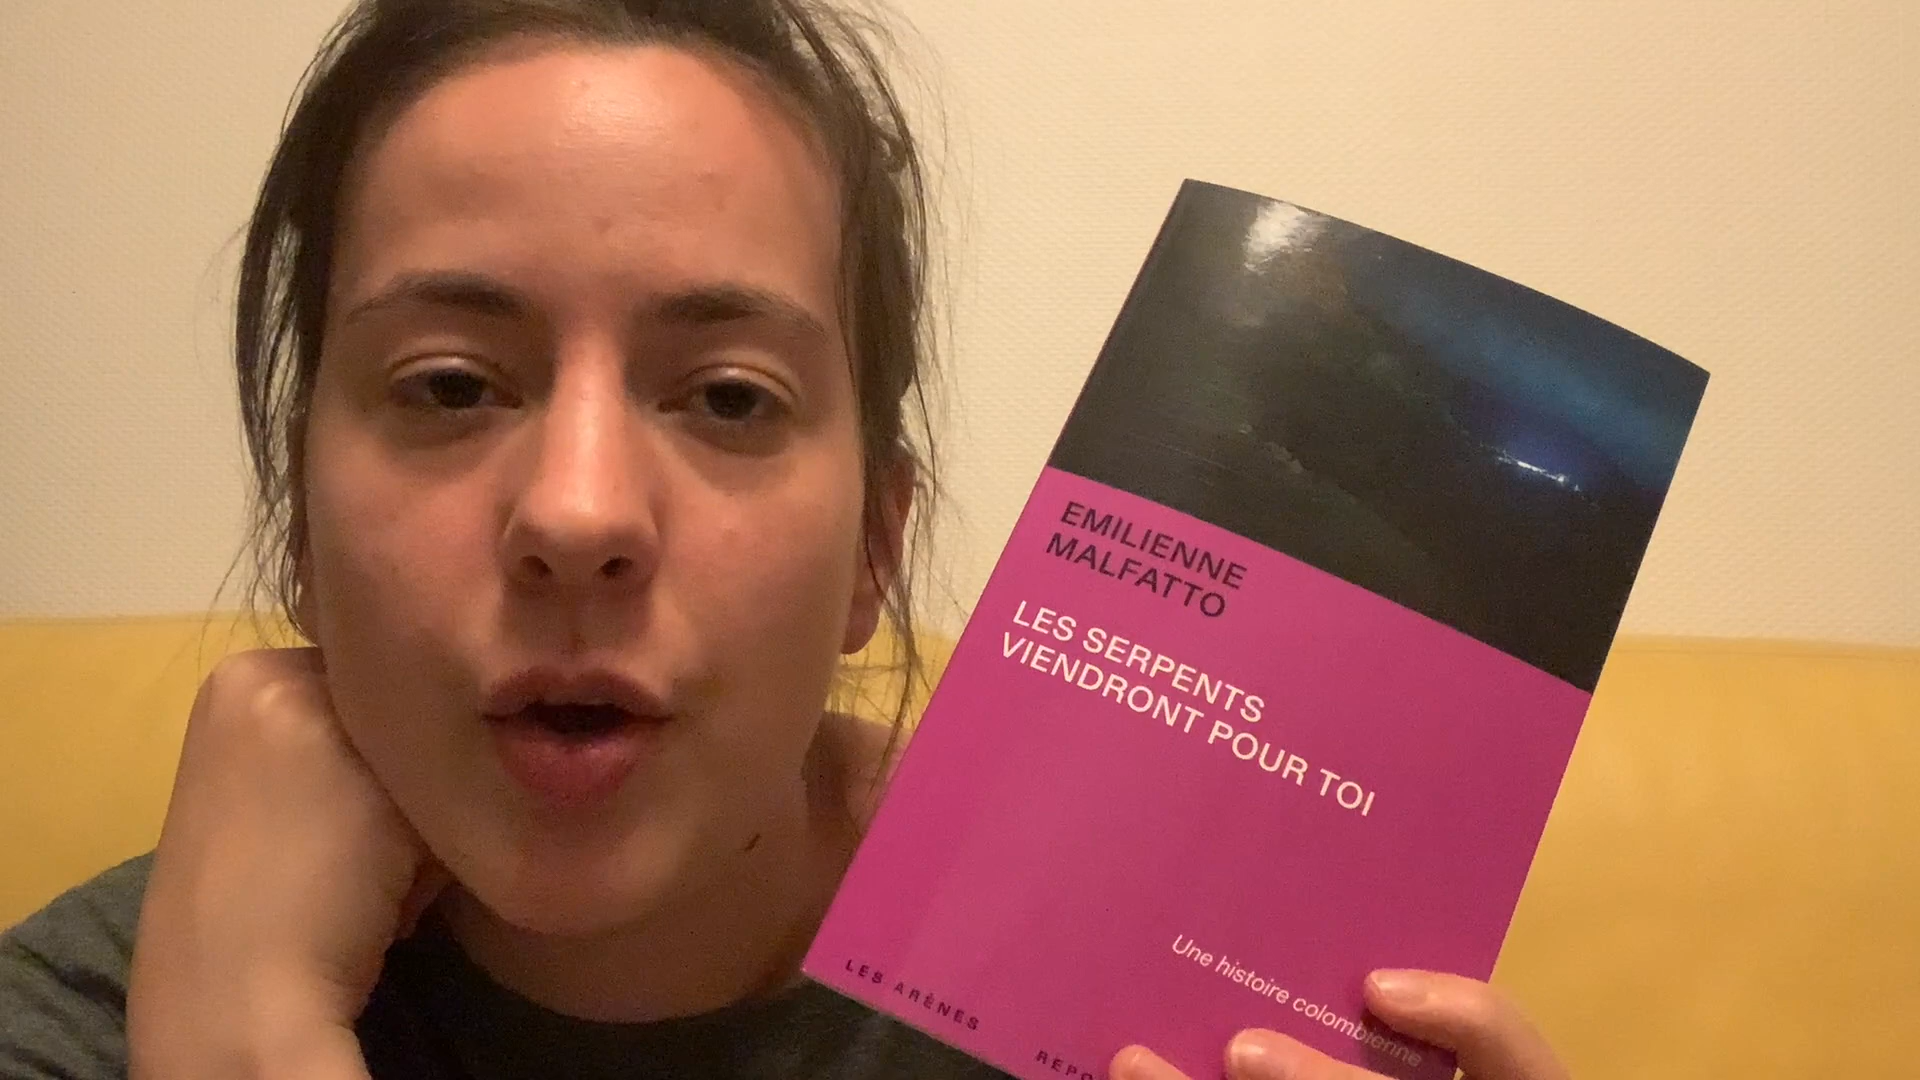 EMILIENNE
MALFATTO
LES SERPENTS
VIENDRONT POUR TOI
Une histoire colombienne
LES ARÈNES